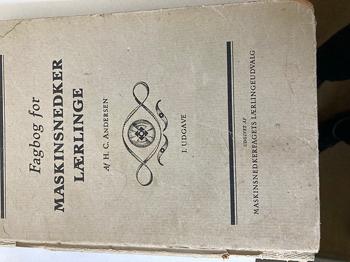 Fagbog for
MASKINSNEDKER
LÆRLINGE
Af H. C. ANDERSEN
I. UDGAVE
UDGIVET AF
MASKINSNEDKERFAGETS LÆRLINGEUDVALG